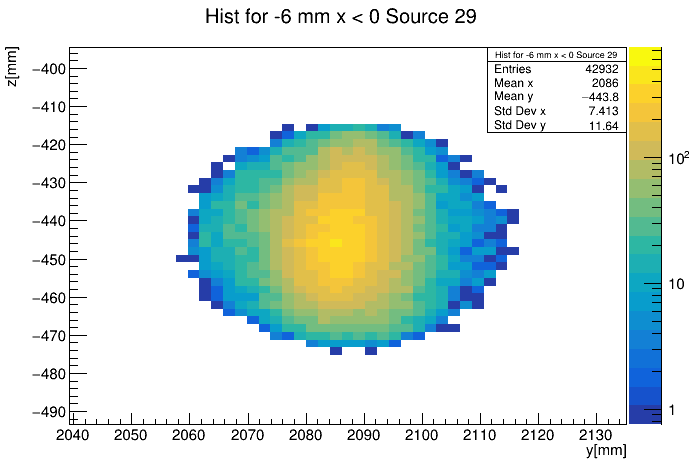 Hist for -6 mm x < 0 Source 29
z[mm]
Hist for -6 mm x < 0 Source 29
Entries 42932
Mean x 2086
Mean y −443.8
Std Dev x 7.413
Std Dev y 11.64
−400
−410
−420
−430
−440
−450
−460
−470
−480
−490
10²
10
1
2040 2050 2060 2070 2080 2090 2100 2110 2120 2130
y[mm]